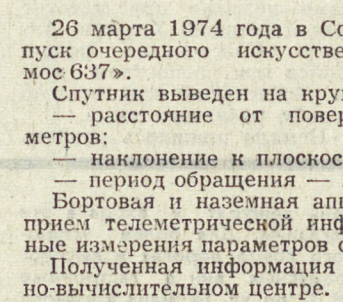 26 марта 1974 года в Со
пуск очередного искусстве
мос 637».
Спутник выведен на кру
— расстояние от повер
метров;
— наклонение к плоскос
— период обращения —
Бортовая и наземная апп
прием телеметрической инф
ные измерения параметров о
Полученная информация
но-вычислительном центре.